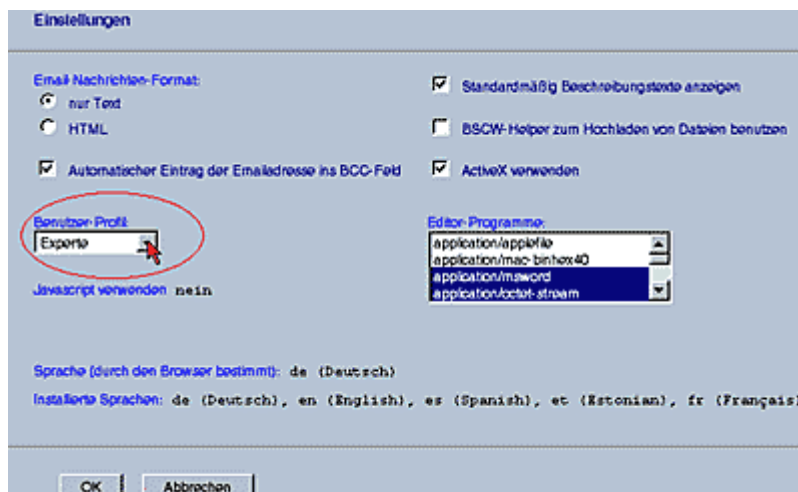 Einstellungen
Email-Nachrichten-Format:
nur Text
HTML
Automatischer Eintrag der Emailadresse ins BCC-Feld
Standardmäßig Beschreibungstexte anzeigen
BSCW-Helper zum Hochladen von Dateien benutzen
ActiveX verwenden
Benutzer-Profil:
Experte
Javascript verwenden nein
Editor-Programme:
application/applefile
application/mac-binhex40
application/msword
application/octet-stream
Sprache (durch den Browser bestimmt): de (Deutsch)
Installierte Sprachen: de (Deutsch), en (English), es (Spanish), et (Estonian), fr (Français)
OK
Abbrechen